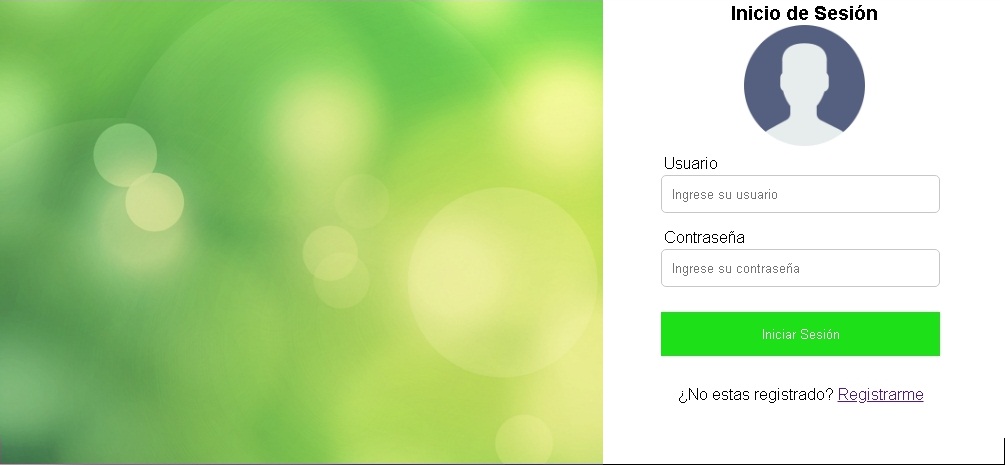 Inicio de Sesión
Usuario
Ingrese su usuario
Contraseña
Ingrese su contraseña
Iniciar Sesión
¿No estas registrado? Registrarme